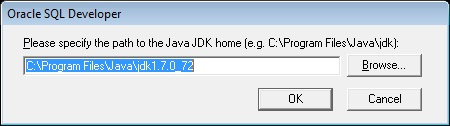 Oracle SQL Developer
Please specify the path to the Java JDK home (e.g. C:\Program Files\Java\jdk):
C:\Program Files\Java\jdk1.7.0_72
Browse...
OK
Cancel